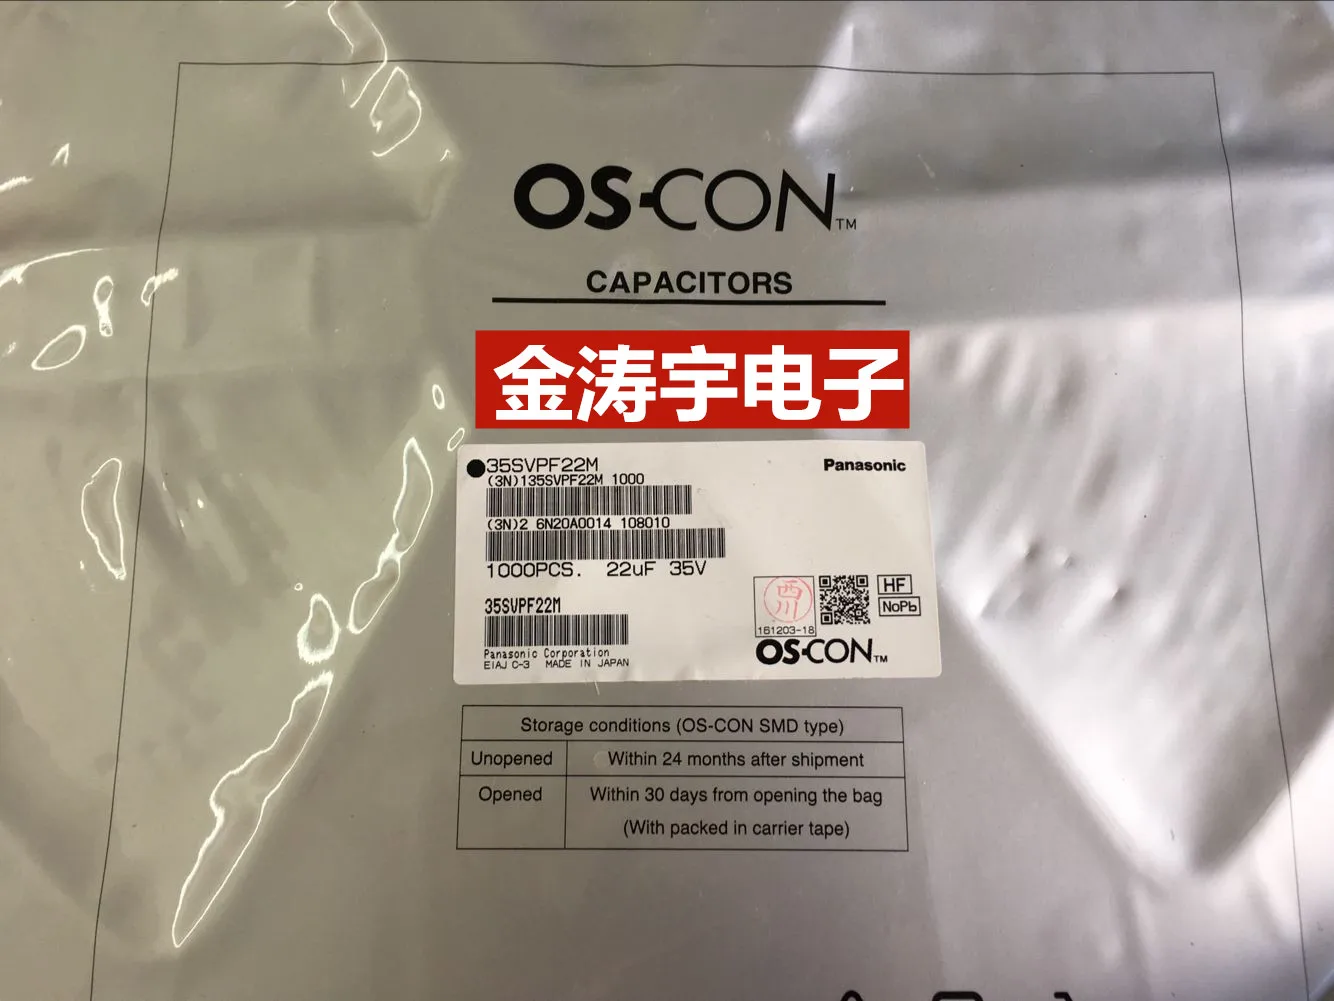 OS-CON™
CAPACITORS
金涛宇电子
35SVPF22M
Panasonic
(3N)135SVPF22M 1000
(3N)2 6N20A0014 108010
1000PCS. 22uF 35V
35SVPF22M
Panasonic Corporation
EIAJ C-3 MADE IN JAPAN
西川
161203-18
HF
NoPb
OS-CON™
Storage conditions (OS-CON SMD type)
Unopened Within 24 months after shipment
Opened Within 30 days from opening the bag
(With packed in carrier tape)